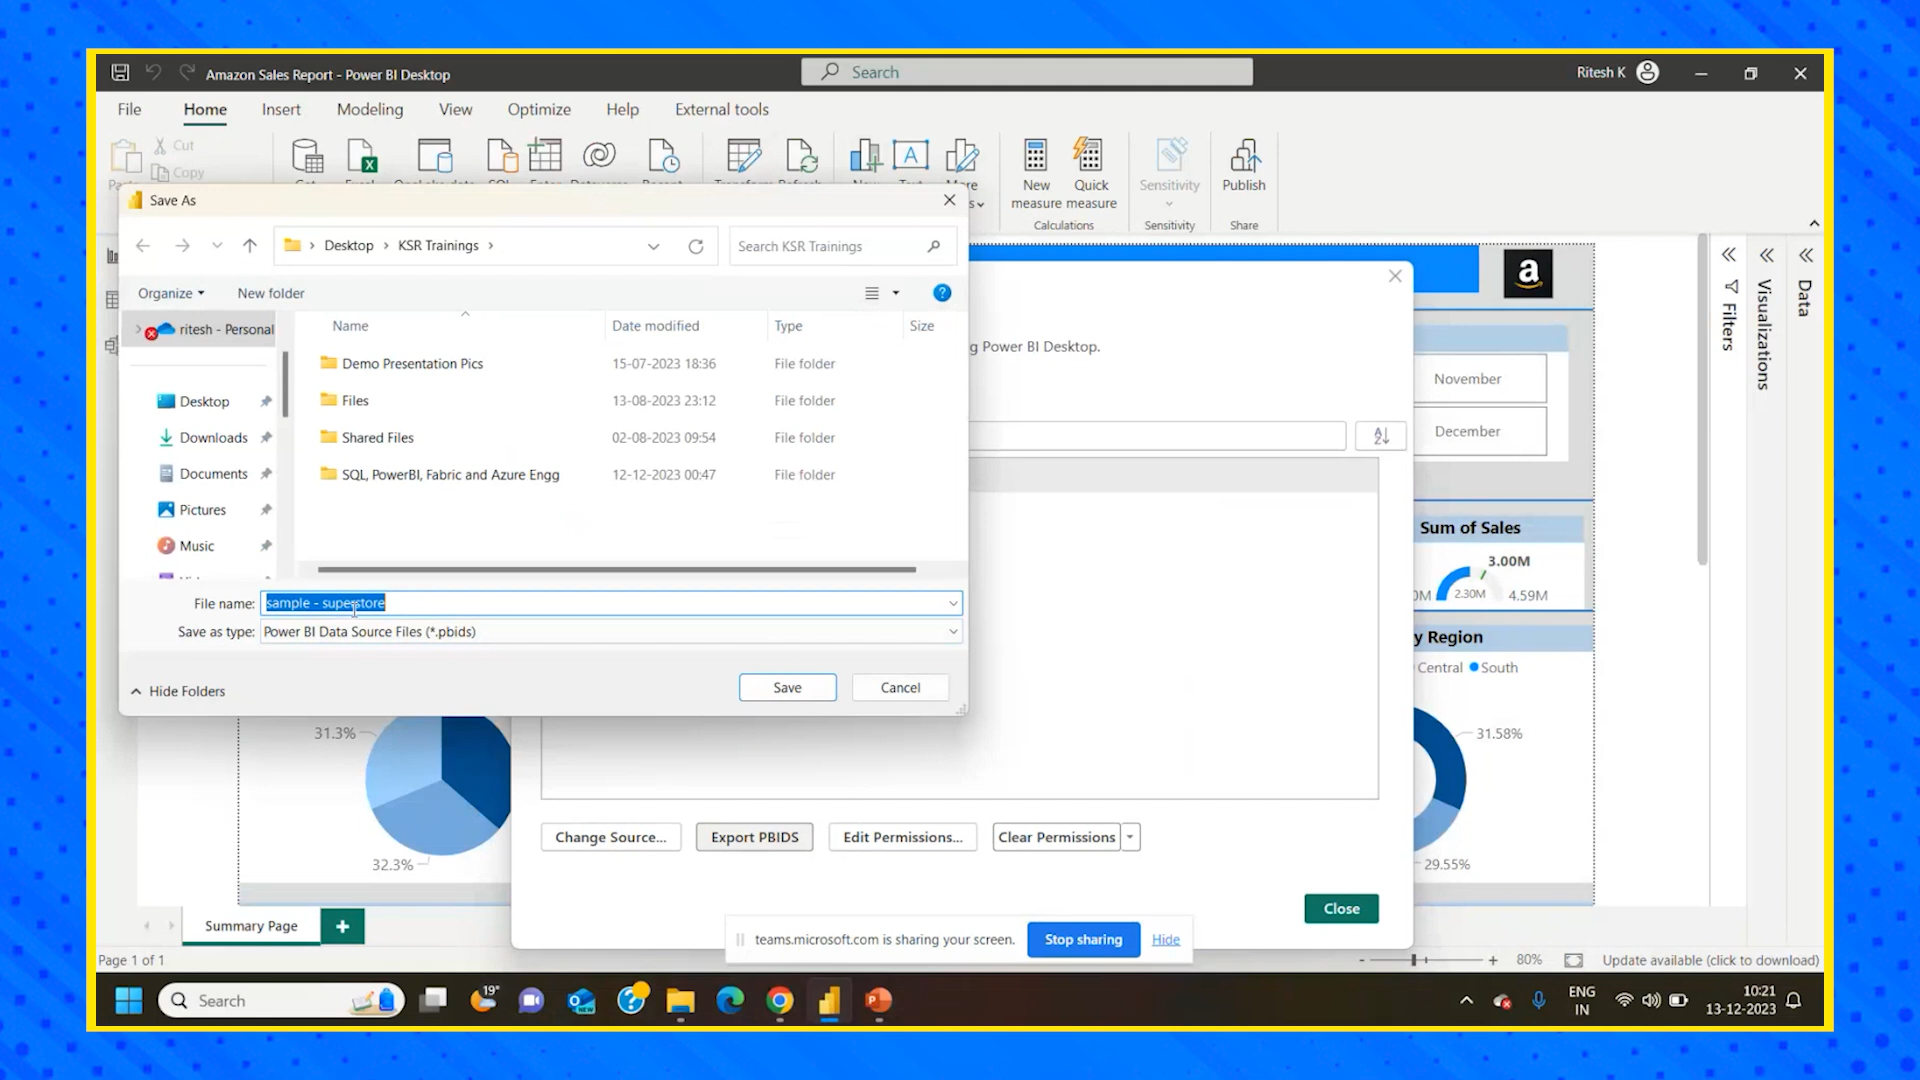 Amazon Sales Report - Power BI Desktop
Search
Ritesh K
File
Home
Insert
Modeling
View
Optimize
Help
External tools
Cut
Copy
New
measure
Quick
measure
Calculations
Sensitivity
Sensitivity
Publish
Share
Save As
Desktop
KSR Trainings
Search KSR Trainings
Organize
New folder
ritesh - Personal
Desktop
Downloads
Documents
Pictures
Music
Name
Date modified
Type
Size
Demo Presentation Pics
15-07-2023 18:36
File folder
Files
13-08-2023 23:12
File folder
Shared Files
02-08-2023 09:54
File folder
SQL, PowerBI, Fabric and Azure Engg
12-12-2023 00:47
File folder
File name:
sample - superstore
Save as type:
Power BI Data Source Files (*.pbids)
Hide Folders
Save
Cancel
g Power BI Desktop.
Filters
Visualizations
Data
November
December
Sum of Sales
3.00M
0M
2.30M
4.59M
y Region
Central
South
31.58%
29.55%
31.3%
32.3%
Change Source...
Export PBIDS
Edit Permissions...
Clear Permissions
Close
teams.microsoft.com is sharing your screen.
Stop sharing
Hide
Summary Page
Page 1 of 1
80%
Update available (click to download)
Search
19°
ENG
IN
10:21
13-12-2023